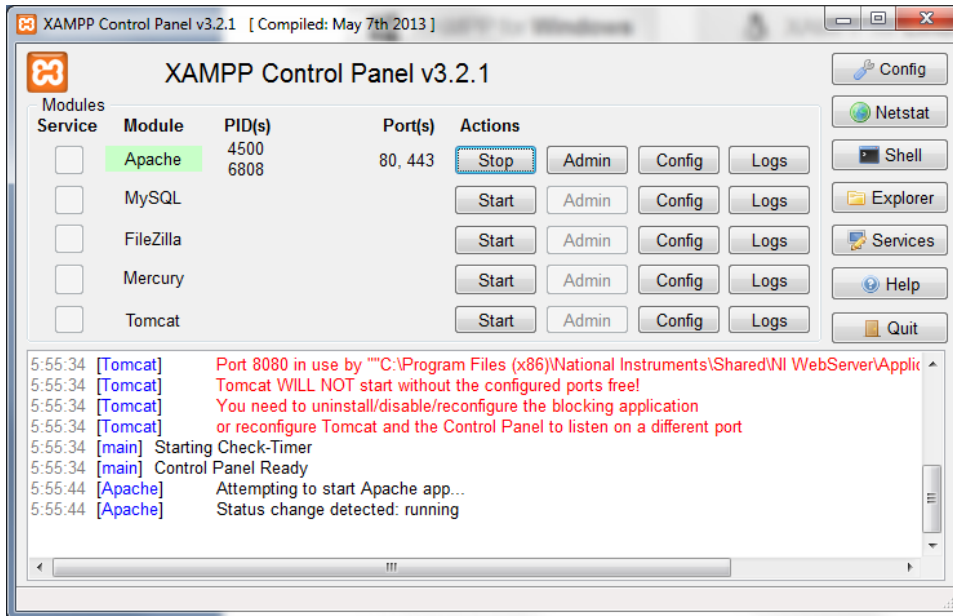 XAMPP Control Panel v3.2.1 [ Compiled: May 7th 2013 ]
XAMPP Control Panel v3.2.1
Config
Modules
Service Module PID(s) Port(s) Actions
Netstat
Apache 4500 80, 443 Stop Admin Config Logs
6808
Shell
MySQL Start Admin Config Logs
Explorer
FileZilla Start Admin Config Logs
Services
Mercury Start Admin Config Logs
Help
Tomcat Start Admin Config Logs
Quit
5:55:34 [Tomcat] Port 8080 in use by ""C:\Program Files (x86)\National Instruments\Shared\NI WebServer\Applic
5:55:34 [Tomcat] Tomcat WILL NOT start without the configured ports free!
5:55:34 [Tomcat] You need to uninstall/disable/reconfigure the blocking application
5:55:34 [Tomcat] or reconfigure Tomcat and the Control Panel to listen on a different port
5:55:34 [main] Starting Check-Timer
5:55:34 [main] Control Panel Ready
5:55:44 [Apache] Attempting to start Apache app...
5:55:44 [Apache] Status change detected: running